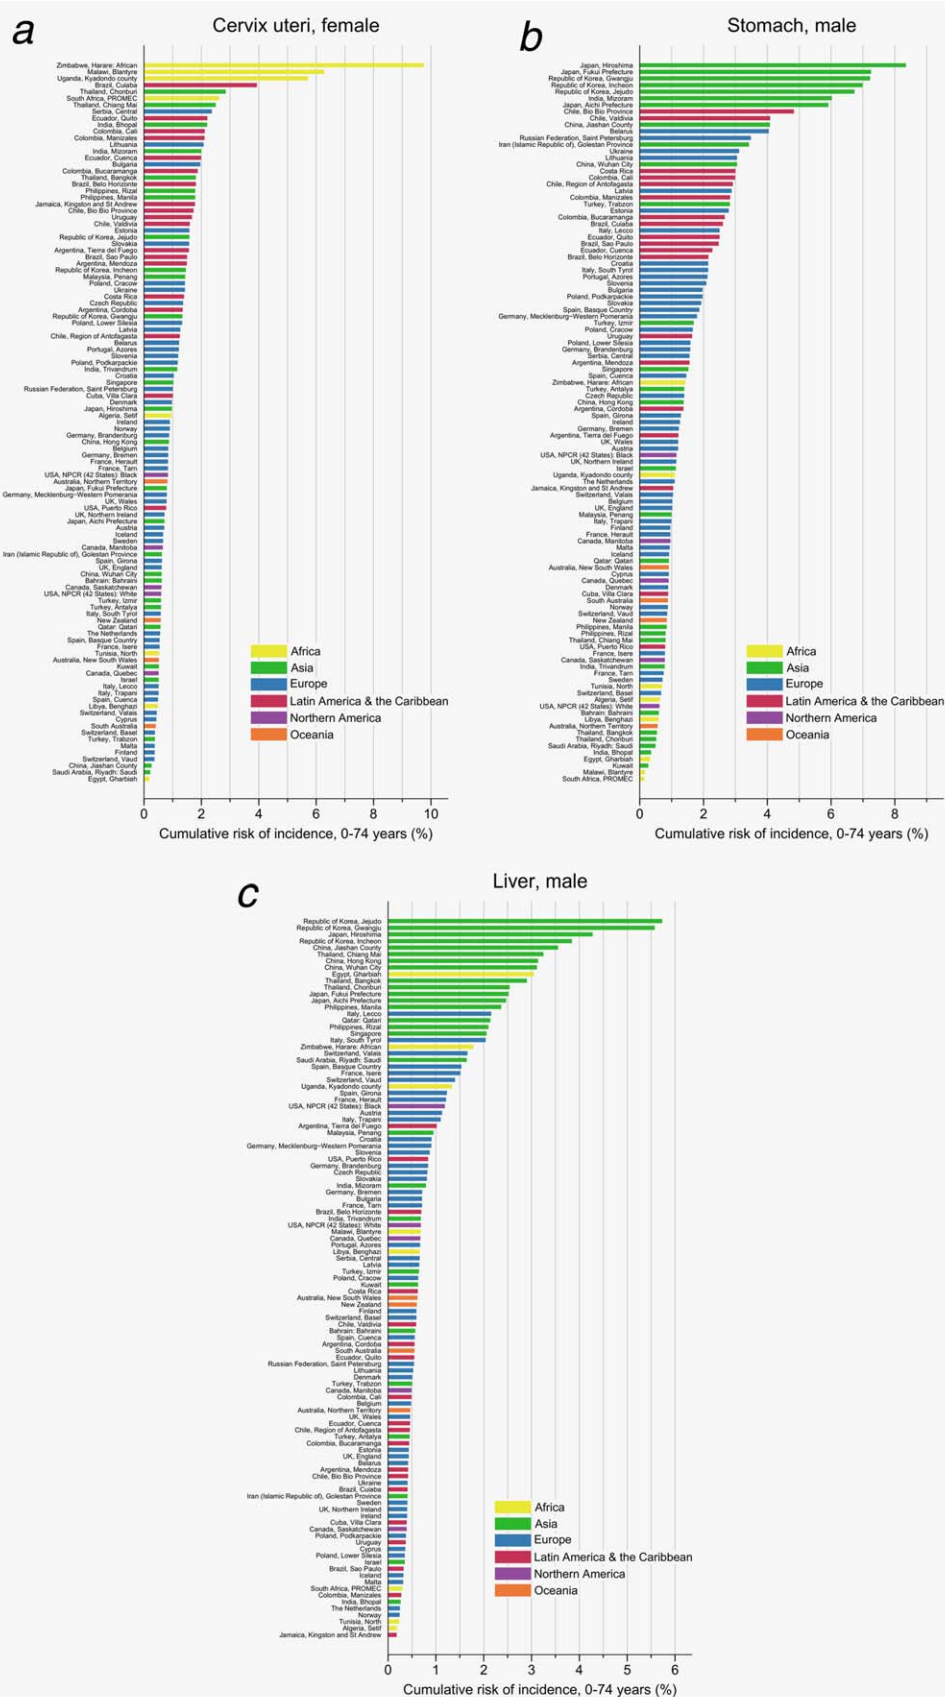 a
Cervix uteri, female
Zimbabwe, Harare: African
Malawi, Blantyre
Uganda, Kyadondo county
Brazil, Cuiaba
Thailand, Chonburi
South Africa, PROMEC
Thailand, Chiang Mai
Serbia, Central
Ecuador, Quito
India, Bhopal
Colombia, Cali
Colombia, Manizales
Lithuania
India, Mizoram
Ecuador, Cuenca
Bulgaria
Colombia, Bucaramanga
Thailand, Bangkok
Brazil, Belo Horizonte
Philippines, Rizal
Philippines, Manila
Jamaica, Kingston and St Andrew
Chile, Bio Bio Province
Uruguay
Chile, Valdivia
Estonia
Republic of Korea, Jejudo
Slovakia
Argentina, Tierra del Fuego
Brazil, Sao Paulo
Argentina, Mendoza
Republic of Korea, Incheon
Malaysia, Penang
Poland, Cracow
Ukraine
Costa Rica
Czech Republic
Argentina, Cordoba
Republic of Korea, Gwangju
Poland, Lower Silesia
Latvia
Chile, Region of Antofagasta
Belarus
Portugal, Azores
Slovenia
Poland, Podkarpackie
India, Trivandrum
Croatia
Singapore
Russian Federation, Saint Petersburg
Cuba, Villa Clara
Denmark
Japan, Hiroshima
Algeria, Setif
Ireland
Norway
Germany, Brandenburg
China, Hong Kong
Belgium
Germany, Bremen
France, Herault
France, Tarn
USA, NPCR (42 States): Black
Australia, Northern Territory
Japan, Fukui Prefecture
Germany, Mecklenburg-Western Pomerania
UK, Wales
USA, Puerto Rico
UK, Northern Ireland
Japan, Aichi Prefecture
Austria
Iceland
Sweden
Canada, Manitoba
Iran (Islamic Republic of), Golestan Province
Spain, Girona
UK, England
China, Wuhan City
Bahrain: Bahraini
Canada, Saskatchewan
USA, NPCR (42 States): White
Turkey, Izmir
Turkey, Antalya
Italy, South Tyrol
New Zealand
Qatar: Qatari
The Netherlands
Spain, Basque Country
France, Isere
Tunisia, North
Australia, New South Wales
Kuwait
Canada, Quebec
Israel
Italy, Lecco
Italy, Trapani
Spain, Cuenca
Libya, Benghazi
Switzerland, Valais
Cyprus
South Australia
Switzerland, Basel
Turkey, Trabzon
Malta
Finland
Switzerland, Vaud
China, Jiashan County
Saudi Arabia, Riyadh: Saudi
Egypt, Gharbiah
Africa
Asia
Europe
Latin America & the Caribbean
Northern America
Oceania
0 2 4 6 8 10
Cumulative risk of incidence, 0-74 years (%)
b
Stomach, male
Japan, Hiroshima
Japan, Fukui Prefecture
Republic of Korea, Gwangju
Republic of Korea, Incheon
Republic of Korea, Jejudo
India, Mizoram
Japan, Aichi Prefecture
Chile, Bio Bio Province
Chile, Valdivia
China, Jiashan County
Belarus
Russian Federation, Saint Petersburg
Iran (Islamic Republic of), Golestan Province
Ukraine
Lithuania
China, Wuhan City
Costa Rica
Colombia, Cali
Chile, Region of Antofagasta
Latvia
Colombia, Manizales
Turkey, Trabzon
Estonia
Colombia, Bucaramanga
Brazil, Cuiaba
Italy, Lecco
Ecuador, Quito
Brazil, Sao Paulo
Ecuador, Cuenca
Brazil, Belo Horizonte
Croatia
Italy, South Tyrol
Portugal, Azores
Slovenia
Bulgaria
Poland, Podkarpackie
Slovakia
Spain, Basque Country
Germany, Mecklenburg-Western Pomerania
Turkey, Izmir
Poland, Cracow
Uruguay
Poland, Lower Silesia
Germany, Brandenburg
Serbia, Central
Argentina, Mendoza
Singapore
Spain, Cuenca
Zimbabwe, Harare: African
Turkey, Antalya
Czech Republic
China, Hong Kong
Argentina, Cordoba
Spain, Girona
Ireland
Germany, Bremen
Argentina, Tierra del Fuego
UK, Wales
Austria
USA, NPCR (42 States): Black
UK, Northern Ireland
Israel
Uganda, Kyadondo county
The Netherlands
Jamaica, Kingston and St Andrew
Switzerland, Valais
Belgium
UK, England
Malaysia, Penang
Italy, Trapani
Finland
France, Herault
Canada, Manitoba
Malta
Iceland
Qatar: Qatari
Australia, New South Wales
Cyprus
Canada, Quebec
Denmark
Cuba, Villa Clara
South Australia
Norway
Switzerland, Vaud
New Zealand
Philippines, Manila
Philippines, Rizal
Thailand, Chiang Mai
USA, Puerto Rico
France, Isere
Canada, Saskatchewan
India, Trivandrum
France, Tarn
Sweden
Tunisia, North
Switzerland, Basel
Algeria, Setif
USA, NPCR (42 States): White
Bahrain: Bahraini
Libya, Benghazi
Australia, Northern Territory
Thailand, Bangkok
Thailand, Chonburi
Saudi Arabia, Riyadh: Saudi
India, Bhopal
Egypt, Gharbiah
Kuwait
Malawi, Blantyre
South Africa, PROMEC
Africa
Asia
Europe
Latin America & the Caribbean
Northern America
Oceania
0 2 4 6 8
Cumulative risk of incidence, 0-74 years (%)
c
Liver, male
Republic of Korea, Jejudo
Republic of Korea, Gwangju
Japan, Hiroshima
Republic of Korea, Incheon
China, Jiashan County
Thailand, Chiang Mai
China, Hong Kong
China, Wuhan City
Egypt, Gharbiah
Thailand, Bangkok
Thailand, Chonburi
Japan, Fukui Prefecture
Japan, Aichi Prefecture
Philippines, Manila
Italy, Lecco
Qatar: Qatari
Philippines, Rizal
Singapore
Italy, South Tyrol
Zimbabwe, Harare: African
Switzerland, Valais
Saudi Arabia, Riyadh: Saudi
Spain, Basque Country
France, Isere
Switzerland, Vaud
Uganda, Kyadondo county
Spain, Girona
France, Herault
USA, NPCR (42 States): Black
Austria
Italy, Trapani
Argentina, Tierra del Fuego
Malaysia, Penang
Croatia
Germany, Mecklenburg-Western Pomerania
Slovenia
USA, Puerto Rico
Germany, Brandenburg
Czech Republic
Slovakia
India, Mizoram
Germany, Bremen
Bulgaria
France, Tarn
Brazil, Belo Horizonte
India, Trivandrum
USA, NPCR (42 States): White
Malawi, Blantyre
Canada, Quebec
Portugal, Azores
Libya, Benghazi
Serbia, Central
Latvia
Turkey, Izmir
Poland, Cracow
Kuwait
Costa Rica
Australia, New South Wales
New Zealand
Finland
Switzerland, Basel
Chile, Valdivia
Bahrain: Bahraini
Spain, Cuenca
Argentina, Cordoba
South Australia
Ecuador, Quito
Russian Federation, Saint Petersburg
Lithuania
Denmark
Turkey, Trabzon
Canada, Manitoba
Colombia, Cali
Belgium
Australia, Northern Territory
UK, Wales
Ecuador, Cuenca
Chile, Region of Antofagasta
Turkey, Antalya
Colombia, Bucaramanga
Estonia
UK, England
Belarus
Argentina, Mendoza
Chile, Bio Bio Province
Ukraine
Brazil, Cuiaba
Iran (Islamic Republic of), Golestan Province
Sweden
UK, Northern Ireland
Ireland
Cuba, Villa Clara
Canada, Saskatchewan
Poland, Podkarpackie
Uruguay
Cyprus
Poland, Lower Silesia
Israel
Brazil, Sao Paulo
Iceland
Malta
South Africa, PROMEC
Colombia, Manizales
India, Bhopal
The Netherlands
Norway
Tunisia, North
Algeria, Setif
Jamaica, Kingston and St Andrew
Africa
Asia
Europe
Latin America & the Caribbean
Northern America
Oceania
0 1 2 3 4 5 6
Cumulative risk of incidence, 0-74 years (%)